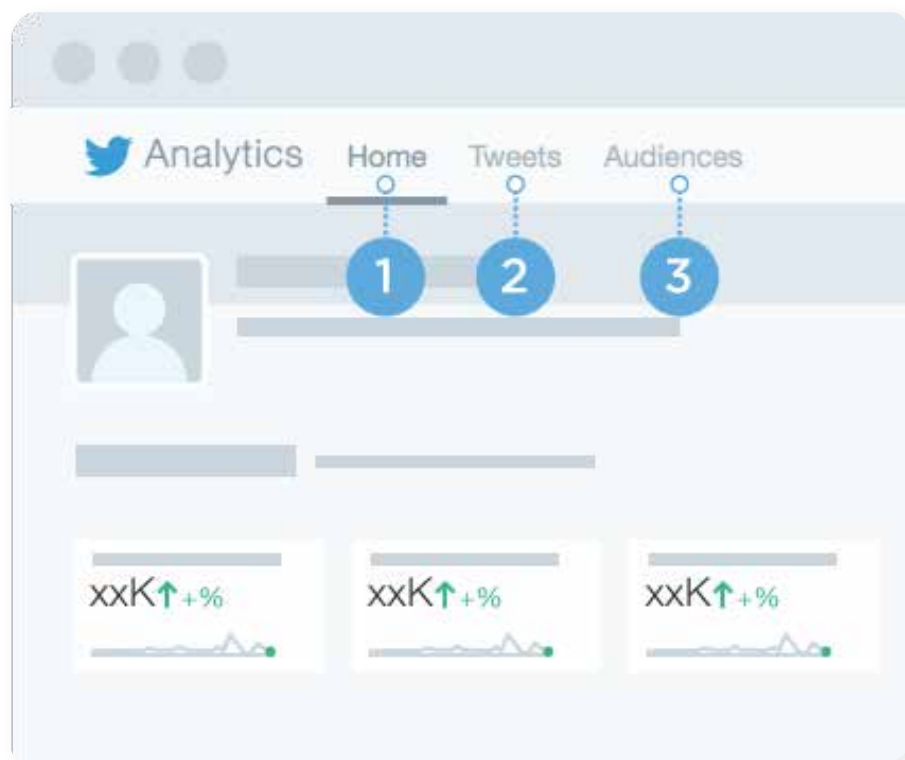 Analytics Home Tweets Audiences
1 2 3
xxK↑+% xxK↑+% xxK↑+%